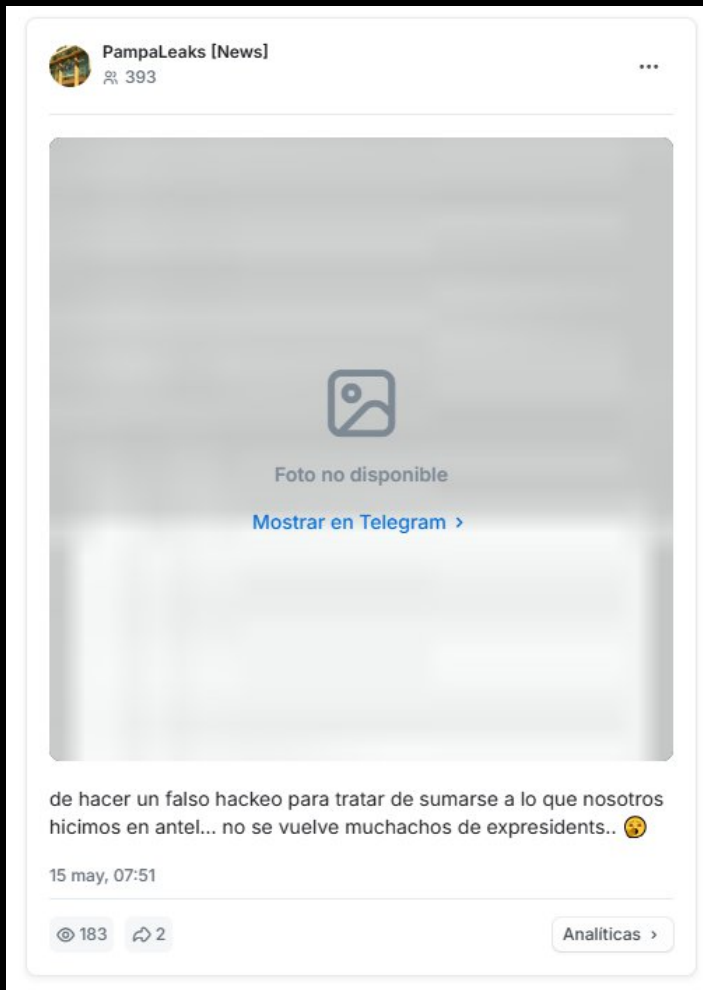 PampaLeaks [News]
393
Foto no disponible
Mostrar en Telegram
de hacer un falso hackeo para tratar de sumarse a lo que nosotros
hicimos en antel... no se vuelve muchachos de expresidents.. 🥱
15 may, 07:51
183 2 Analíticas